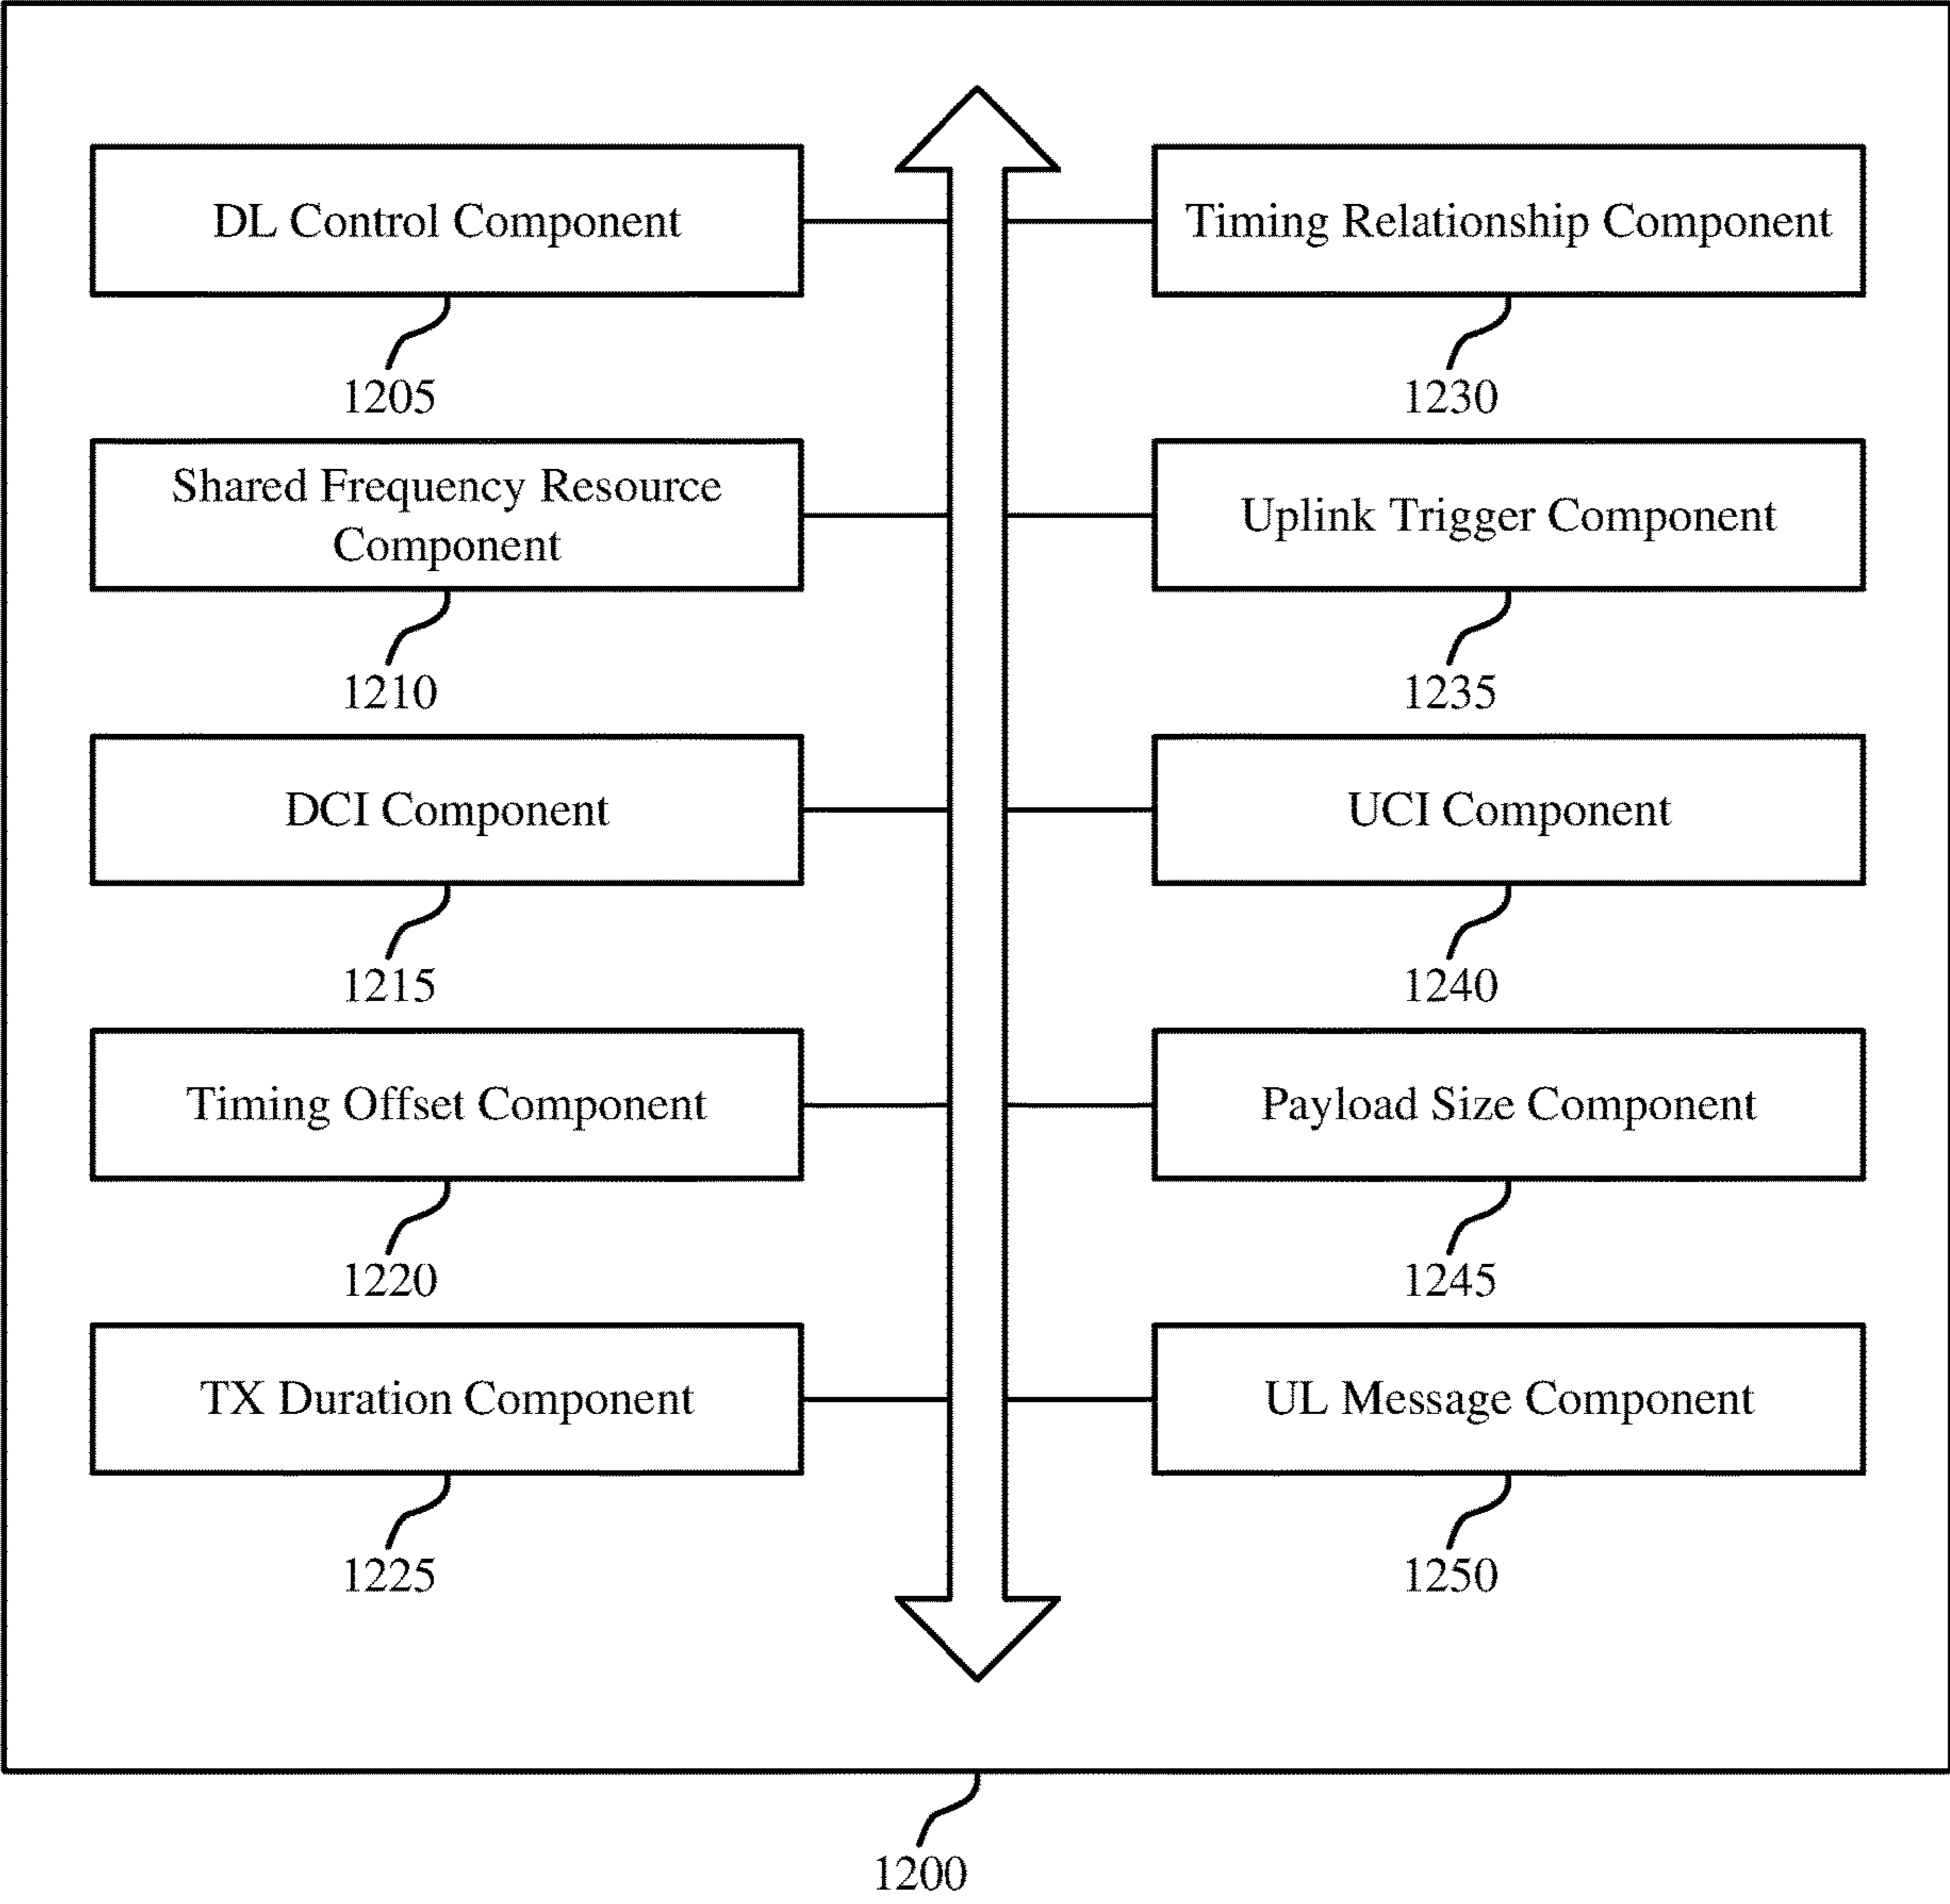 DL Control Component
1205
Shared Frequency Resource
Component
1210
DCI Component
1215
Timing Offset Component
1220
TX Duration Component
1225
Timing Relationship Component
1230
Uplink Trigger Component
1235
UCI Component
1240
Payload Size Component
1245
UL Message Component
1250
1200